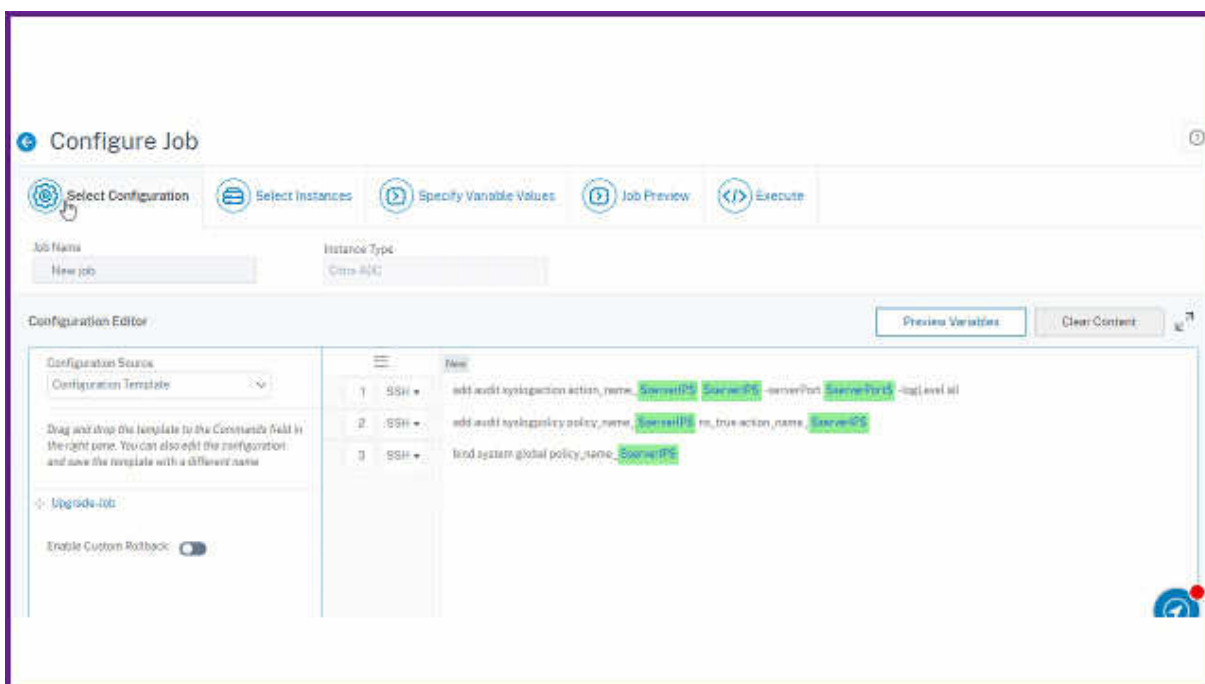 Configure Job
Select Configuration
Select Instances
Specify Variable Values
Job Preview
Execute
Job Name
Instance Type
New job
Citrix ADC
Configuration Editor
Preview Variables
Clear Content
Configuration Source
Configuration Template
Drag and drop the template to the Commands field in
the right pane. You can also edit the configuration
and save the template with a different name
Upgrade-Job
Enable Custom Rollback
New
1 SSH add audit syslogaction action_name_$serverIP$ $serverIP$ -serverPort $serverPort$ -logLevel all
2 SSH add audit syslogpolicy policy_name_$serverIP$ ns_true action_name_$serverIP$
3 SSH bind system global policy_name_$serverIP$